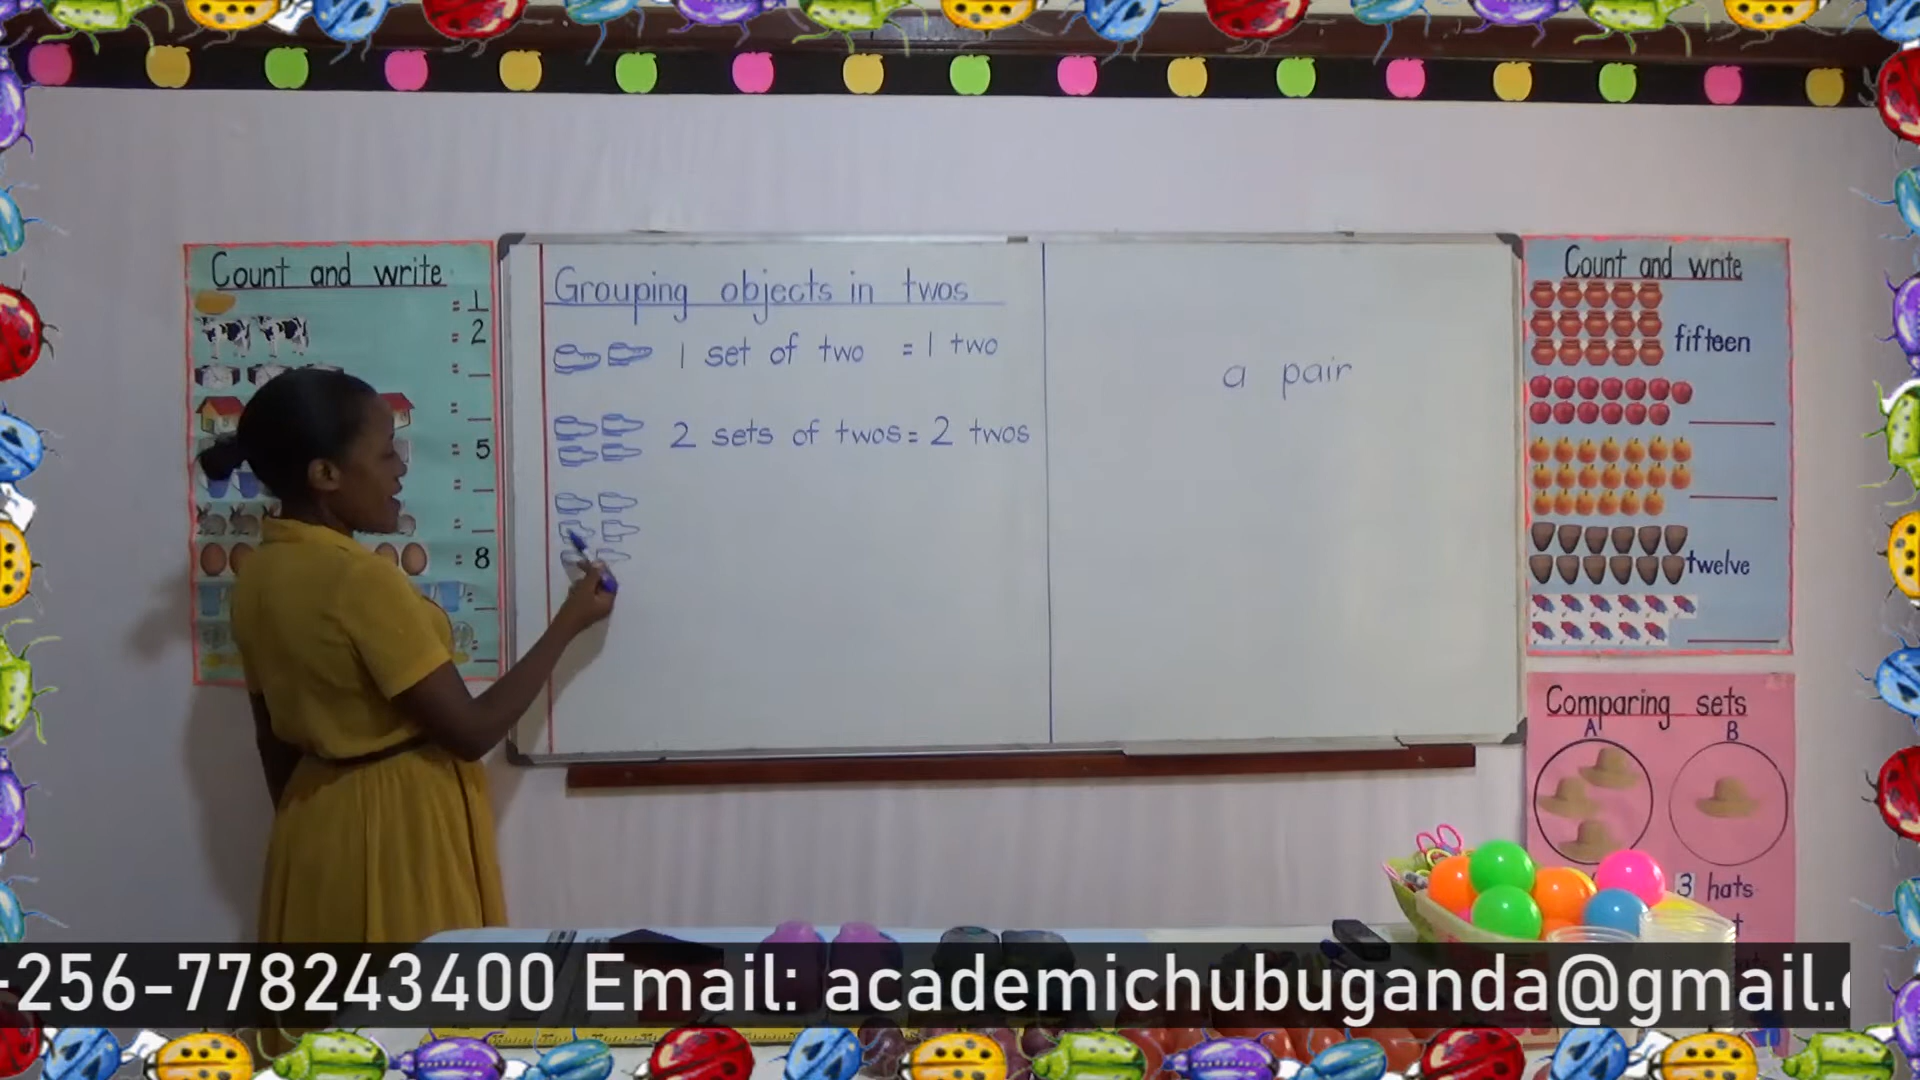 Count and write
= 1
= 2
=
=
= 5
=
=
= 8
=
=
Grouping objects in twos
1 set of two = 1 two
2 sets of twos = 2 twos
a pair
Count and write
fifteen
twelve
Comparing sets
A B
3 hats
-256-778243400 Email: academichubuganda@gmail.c